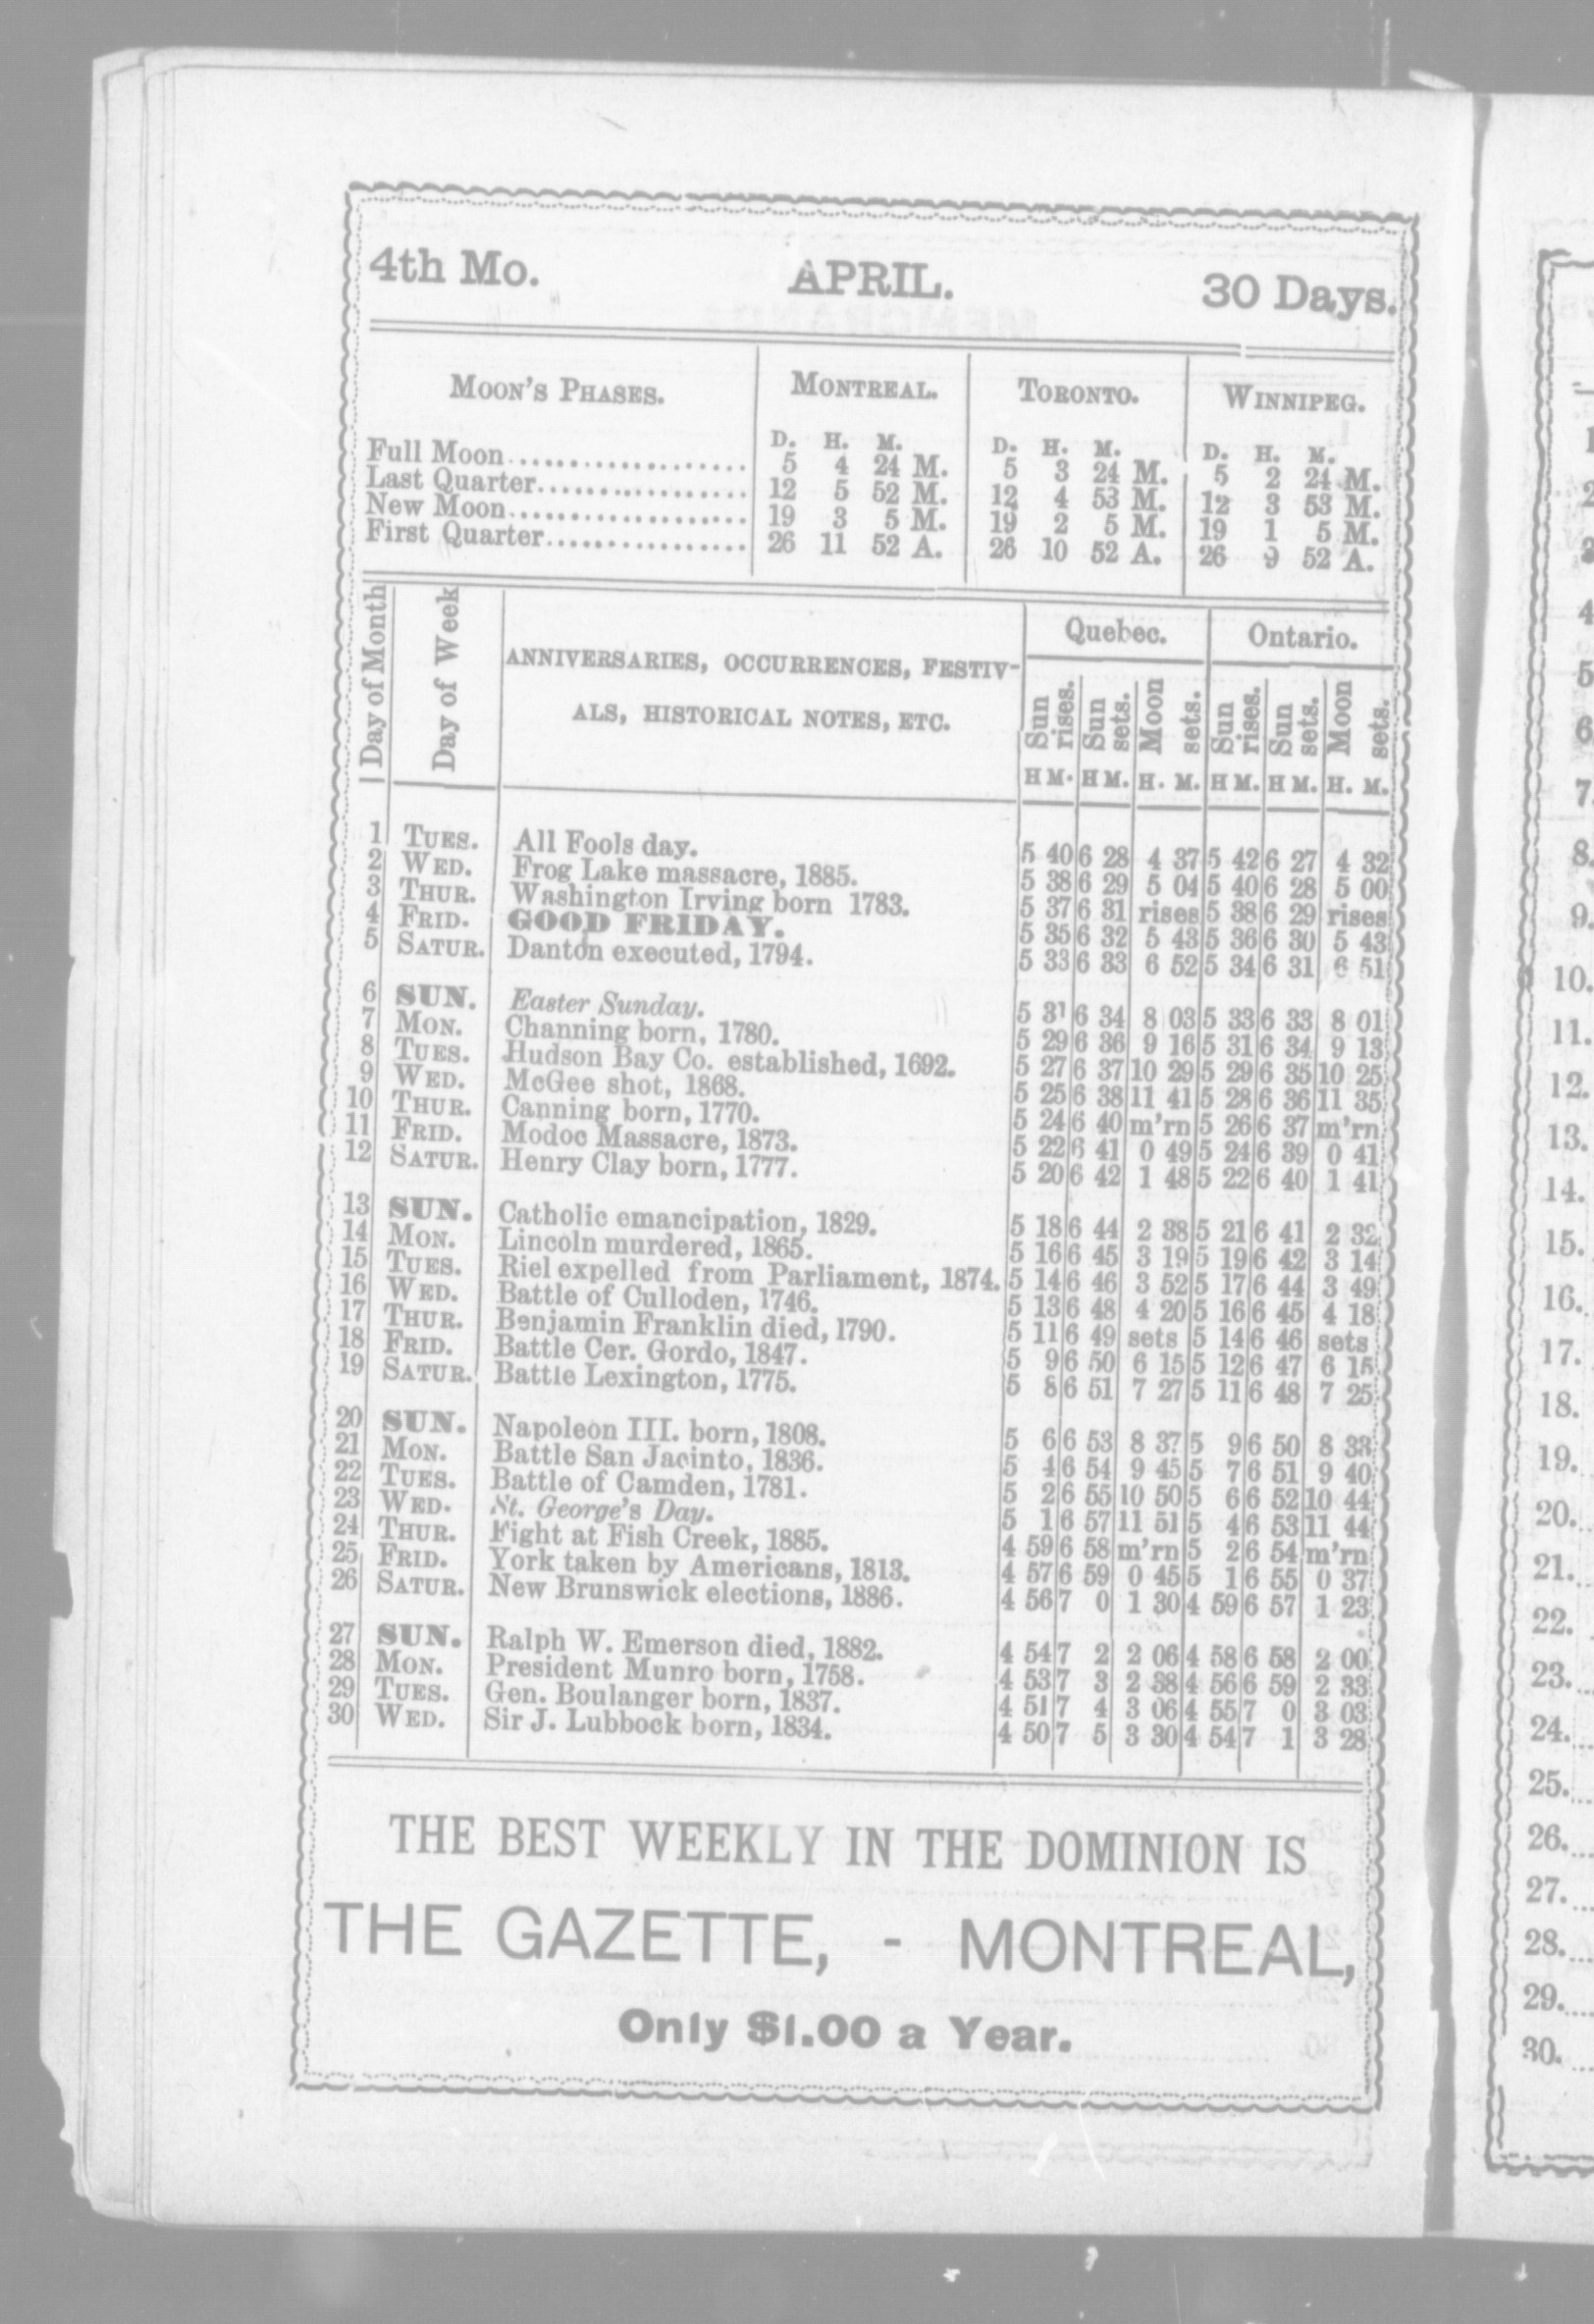 4th Mo. APRIL. 30 Days.
MOON'S PHASES. MONTREAL. TORONTO. WINNIPEG.
D. H. M. D. H. M. D. H. M.
Full Moon.................... 5 4 24 M. 5 3 24 M. 5 2 24 M.
Last Quarter.................. 12 5 52 M. 12 4 53 M. 12 3 53 M.
New Moon.................... 19 3 5 M. 19 2 5 M. 19 1 5 M.
First Quarter................. 26 11 52 A. 26 10 52 A. 26 9 52 A.
Day of Month Day of Week ANNIVERSARIES, OCCURRENCES, FESTIV-
ALS, HISTORICAL NOTES, ETC.
Quebec. Ontario.
Sun rises. Sun sets. Moon sets. Sun rises. Sun sets. Moon sets.
H M. H M. H. M. H M. H M. H. M.
1 TUES. All Fools day. 5 40 6 28 4 37 5 42 6 27 4 32
2 WED. Frog Lake massacre, 1885. 5 38 6 29 5 04 5 40 6 28 5 00
3 THUR. Washington Irving born 1783. 5 37 6 31 rises 5 38 6 29 rises
4 FRID. GOOD FRIDAY. 5 35 6 32 5 43 5 36 6 30 5 43
5 SATUR. Danton executed, 1794. 5 33 6 33 6 52 5 34 6 31 6 51
6 SUN. Easter Sunday. 5 31 6 34 8 03 5 33 6 33 8 01
7 MON. Channing born, 1780. 5 29 6 36 9 16 5 31 6 34 9 13
8 TUES. Hudson Bay Co. established, 1692. 5 27 6 37 10 29 5 29 6 35 10 25
9 WED. McGee shot, 1868. 5 25 6 38 11 41 5 28 6 36 11 35
10 THUR. Canning born, 1770. 5 24 6 40 m'rn 5 26 6 37 m'rn
11 FRID. Modoc Massacre, 1873. 5 22 6 41 0 49 5 24 6 39 0 41
12 SATUR. Henry Clay born, 1777. 5 20 6 42 1 48 5 22 6 40 1 41
13 SUN. Catholic emancipation, 1829. 5 18 6 44 2 38 5 21 6 41 2 32
14 MON. Lincoln murdered, 1865. 5 16 6 45 3 19 5 19 6 42 3 14
15 TUES. Riel expelled from Parliament, 1874. 5 14 6 46 3 52 5 17 6 44 3 49
16 WED. Battle of Culloden, 1746. 5 13 6 48 4 20 5 16 6 45 4 18
17 THUR. Benjamin Franklin died, 1790. 5 11 6 49 sets 5 14 6 46 sets
18 FRID. Battle Cer. Gordo, 1847. 5 9 6 50 6 15 5 12 6 47 6 15
19 SATUR. Battle Lexington, 1775. 5 8 6 51 7 27 5 11 6 48 7 25
20 SUN. Napoleon III. born, 1808. 5 6 6 53 8 37 5 9 6 50 8 33
21 MON. Battle San Jacinto, 1836. 5 4 6 54 9 45 5 7 6 51 9 40
22 TUES. Battle of Camden, 1781. 5 2 6 55 10 50 5 6 6 52 10 44
23 WED. St. George's Day. 5 1 6 57 11 51 5 4 6 53 11 44
24 THUR. Fight at Fish Creek, 1885. 4 59 6 58 m'rn 5 2 6 54 m'rn
25 FRID. York taken by Americans, 1813. 4 57 6 59 0 45 5 1 6 55 0 37
26 SATUR. New Brunswick elections, 1886. 4 56 7 0 1 30 4 59 6 57 1 23
27 SUN. Ralph W. Emerson died, 1882. 4 54 7 2 2 06 4 58 6 58 2 00
28 MON. President Munro born, 1758. 4 53 7 3 2 38 4 56 6 59 2 33
29 TUES. Gen. Boulanger born, 1837. 4 51 7 4 3 06 4 55 7 0 3 03
30 WED. Sir J. Lubbock born, 1834. 4 50 7 5 3 30 4 54 7 1 3 28
THE BEST WEEKLY IN THE DOMINION IS
THE GAZETTE, - MONTREAL,
Only $1.00 a Year.
4
5
6
7.
8.
9.
10.
11.
12.
13.
14.
15.
16.
17.
18.
19.
20.
21.
22.
23.
24.
25.
26.
27.
28.
29.
30.